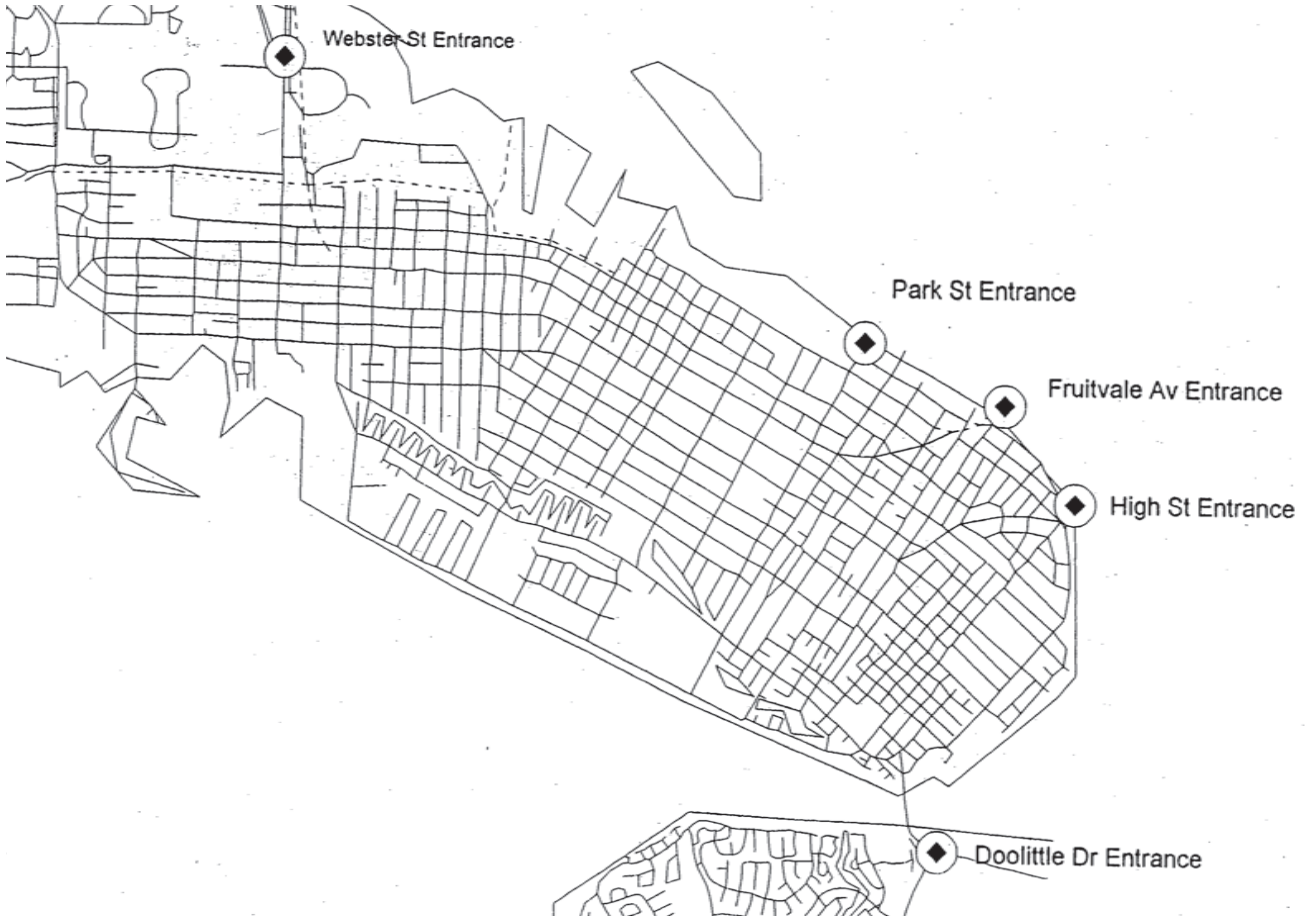 Webster St Entrance
Park St Entrance
Fruitvale Av Entrance
High St Entrance
Doolittle Dr Entrance